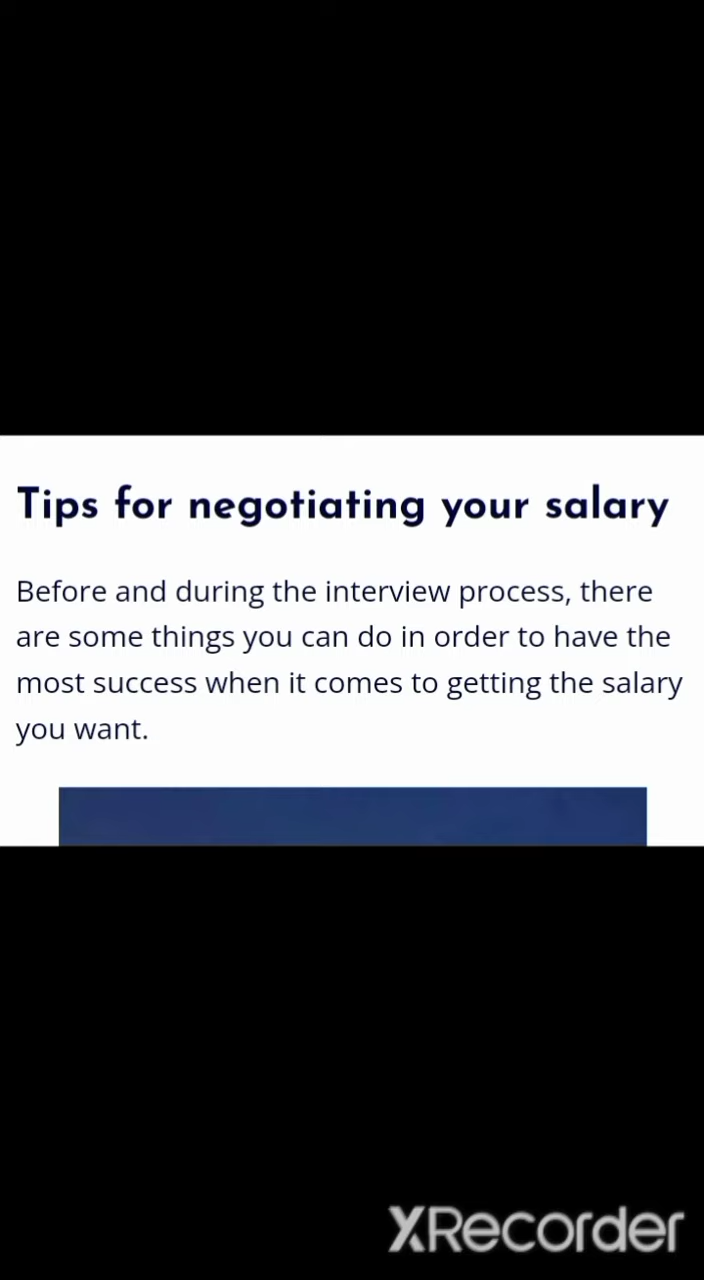 Tips for negotiating your salary
Before and during the interview process, there
are some things you can do in order to have the
most success when it comes to getting the salary
you want.
XRecorder